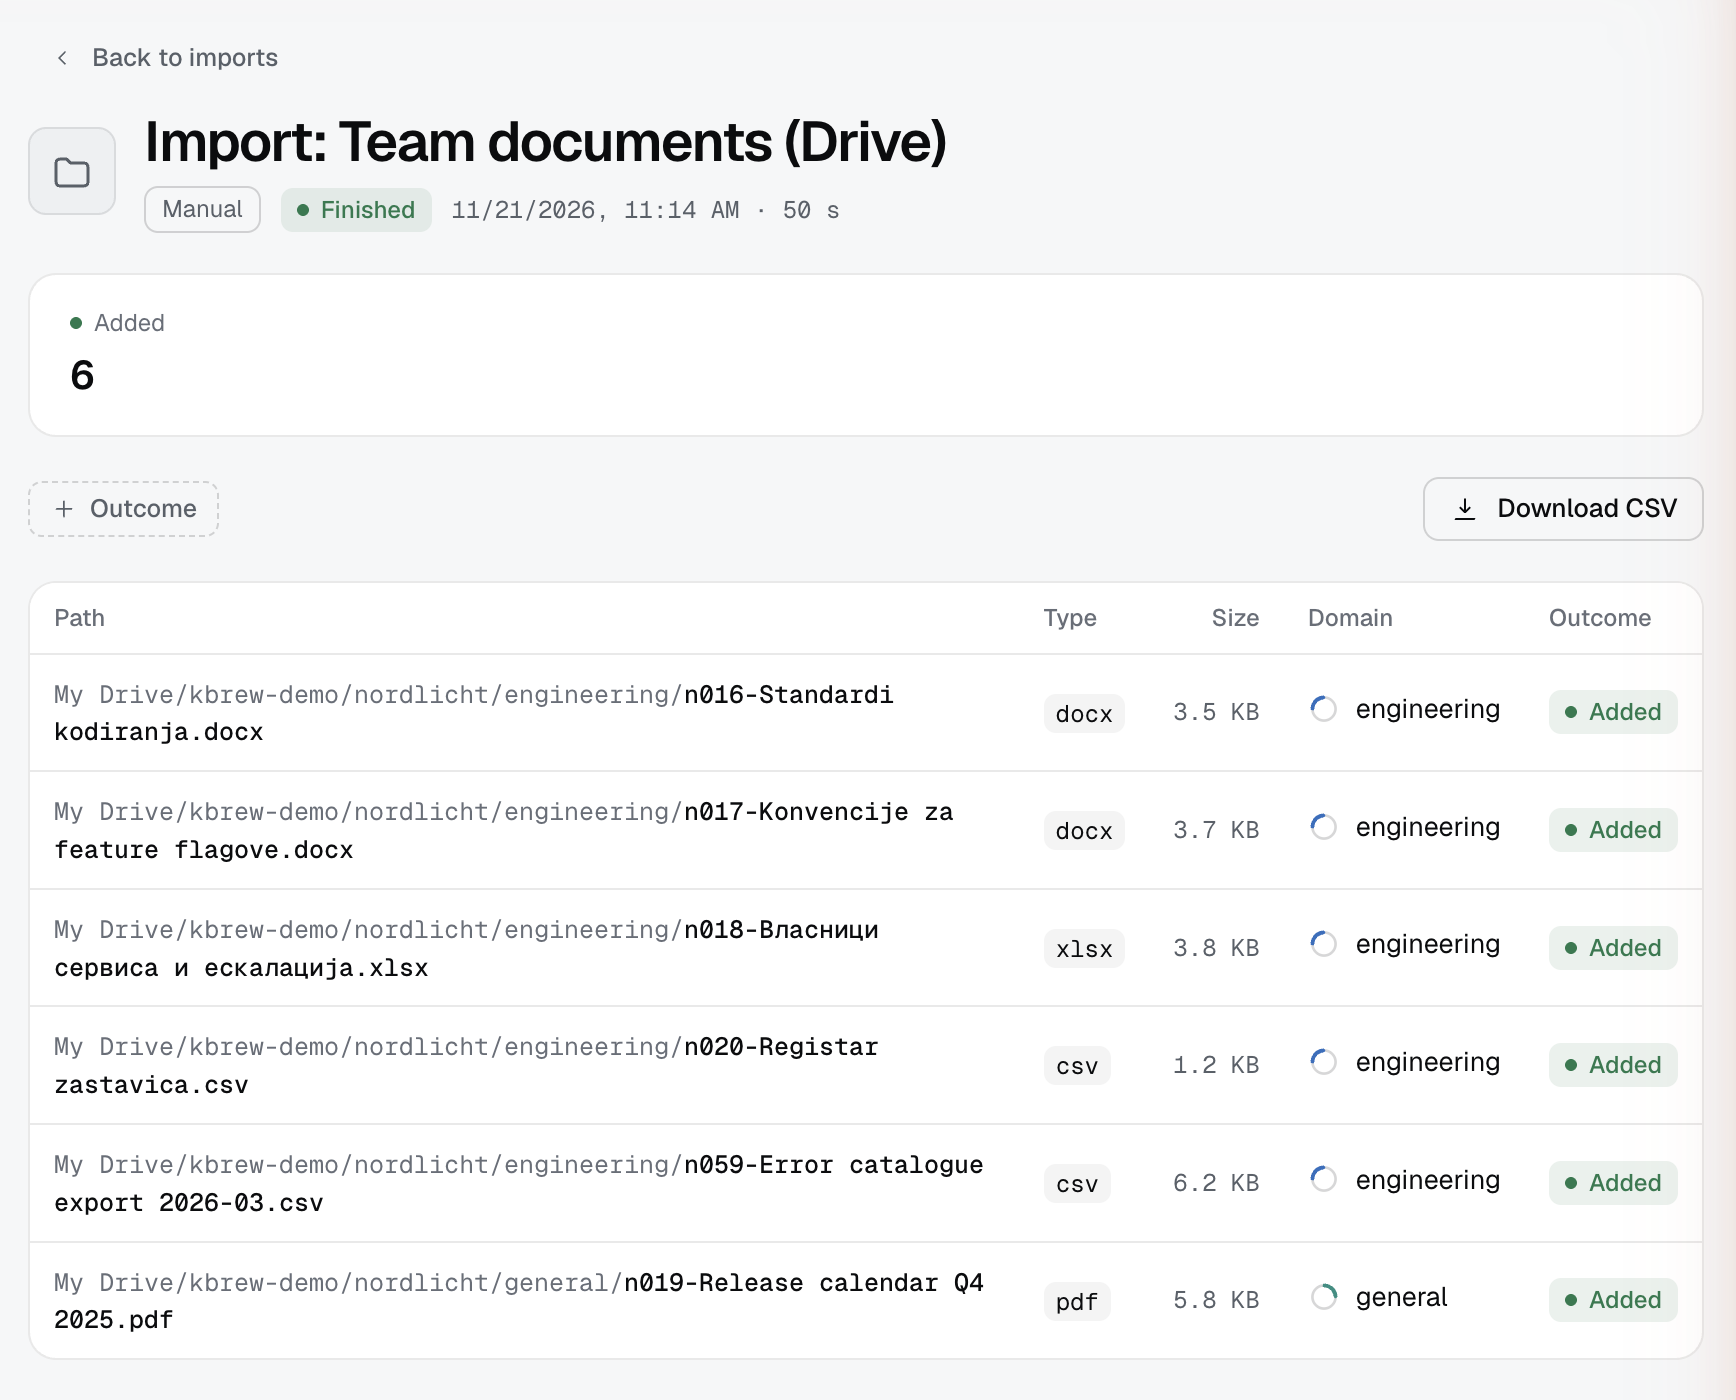 Back to imports
Import: Team documents (Drive)
Manual
Finished
11/21/2026, 11:14 AM · 50 s
Added
6
Outcome
Download CSV
Path Type Size Domain Outcome
My Drive/kbrew-demo/nordlicht/engineering/n016-Standardi
kodiranja.docx
docx 3.5 KB engineering Added
My Drive/kbrew-demo/nordlicht/engineering/n017-Konvencije za
feature flagove.docx
docx 3.7 KB engineering Added
My Drive/kbrew-demo/nordlicht/engineering/n018-Власници
сервиса и ескалација.xlsx
xlsx 3.8 KB engineering Added
My Drive/kbrew-demo/nordlicht/engineering/n020-Registar
zastavica.csv
csv 1.2 KB engineering Added
My Drive/kbrew-demo/nordlicht/engineering/n059-Error catalogue
export 2026-03.csv
csv 6.2 KB engineering Added
My Drive/kbrew-demo/nordlicht/general/n019-Release calendar Q4
2025.pdf
pdf 5.8 KB general Added